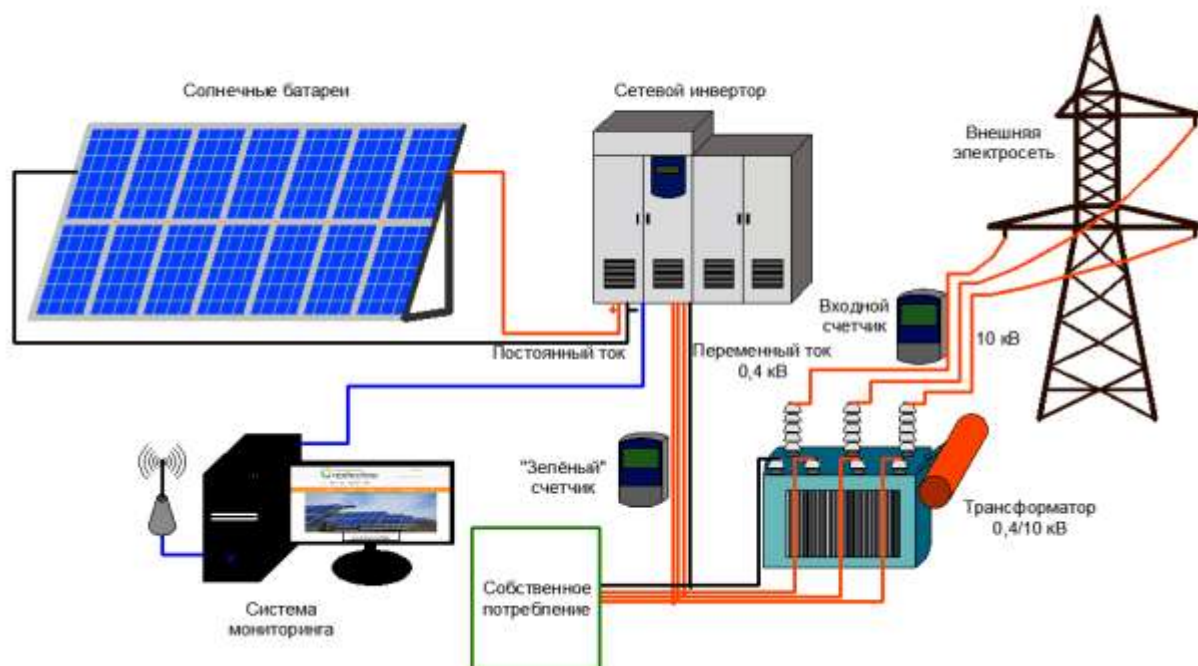 Солнечные батареи
Сетевой инвертор
Внешняя
электросеть
Входной
счетчик
10 кВ
Постоянный ток
Переменный ток
0,4 кВ
"Зелёный"
счетчик
Трансформатор
0,4/10 кВ
Собственное
потребление
Система
мониторинга